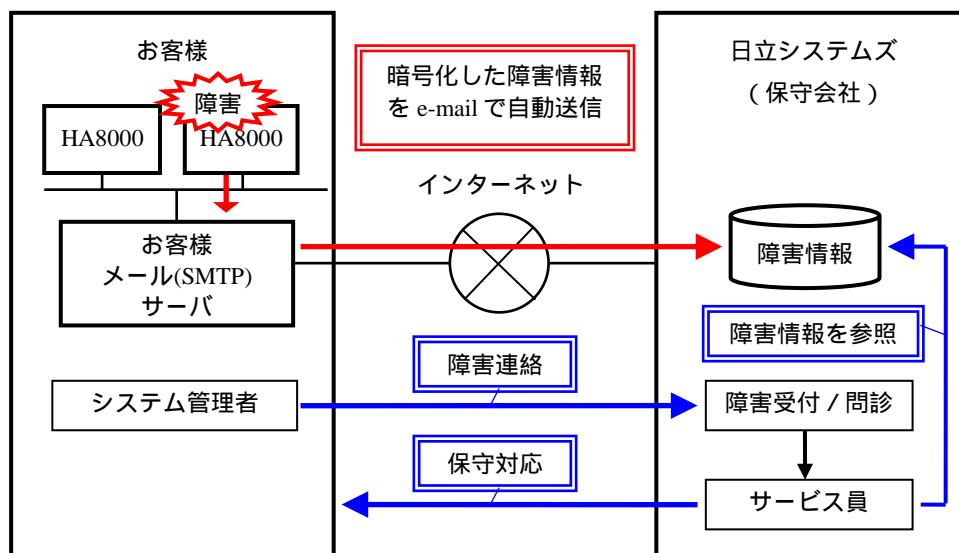 お客様
障害
HA8000
HA8000
お客様
メール(SMTP)
サーバ
システム管理者
暗号化した障害情報
を e-mail で自動送信
インターネット
障害連絡
保守対応
日立システムズ
(保守会社)
障害情報
障害情報を参照
障害受付 / 問診
サービス員